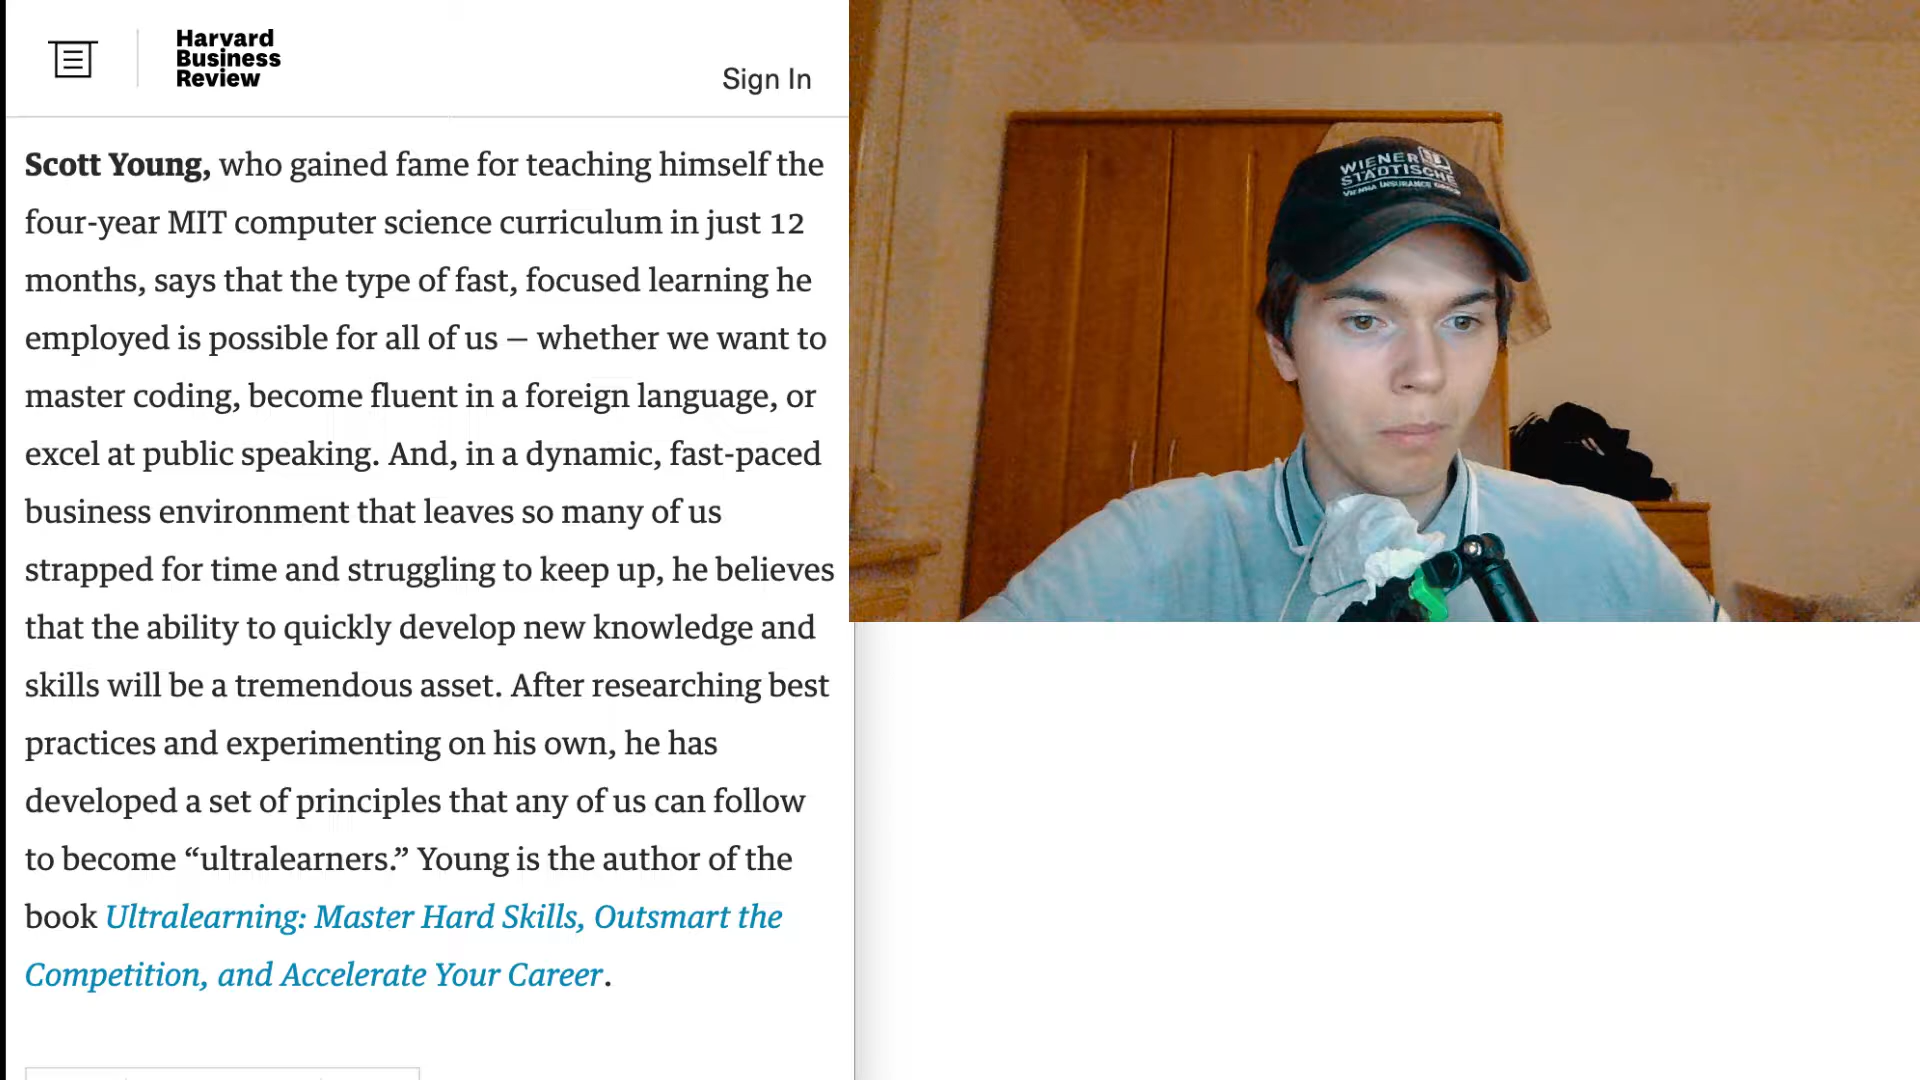 Harvard
Business
Review
Sign In
Scott Young, who gained fame for teaching himself the
four-year MIT computer science curriculum in just 12
months, says that the type of fast, focused learning he
employed is possible for all of us — whether we want to
master coding, become fluent in a foreign language, or
excel at public speaking. And, in a dynamic, fast-paced
business environment that leaves so many of us
strapped for time and struggling to keep up, he believes
that the ability to quickly develop new knowledge and
skills will be a tremendous asset. After researching best
practices and experimenting on his own, he has
developed a set of principles that any of us can follow
to become “ultralearners.” Young is the author of the
book Ultralearning: Master Hard Skills, Outsmart the
Competition, and Accelerate Your Career.
WIENER
STÄDTISCHE
VIENNA INSURANCE GROUP